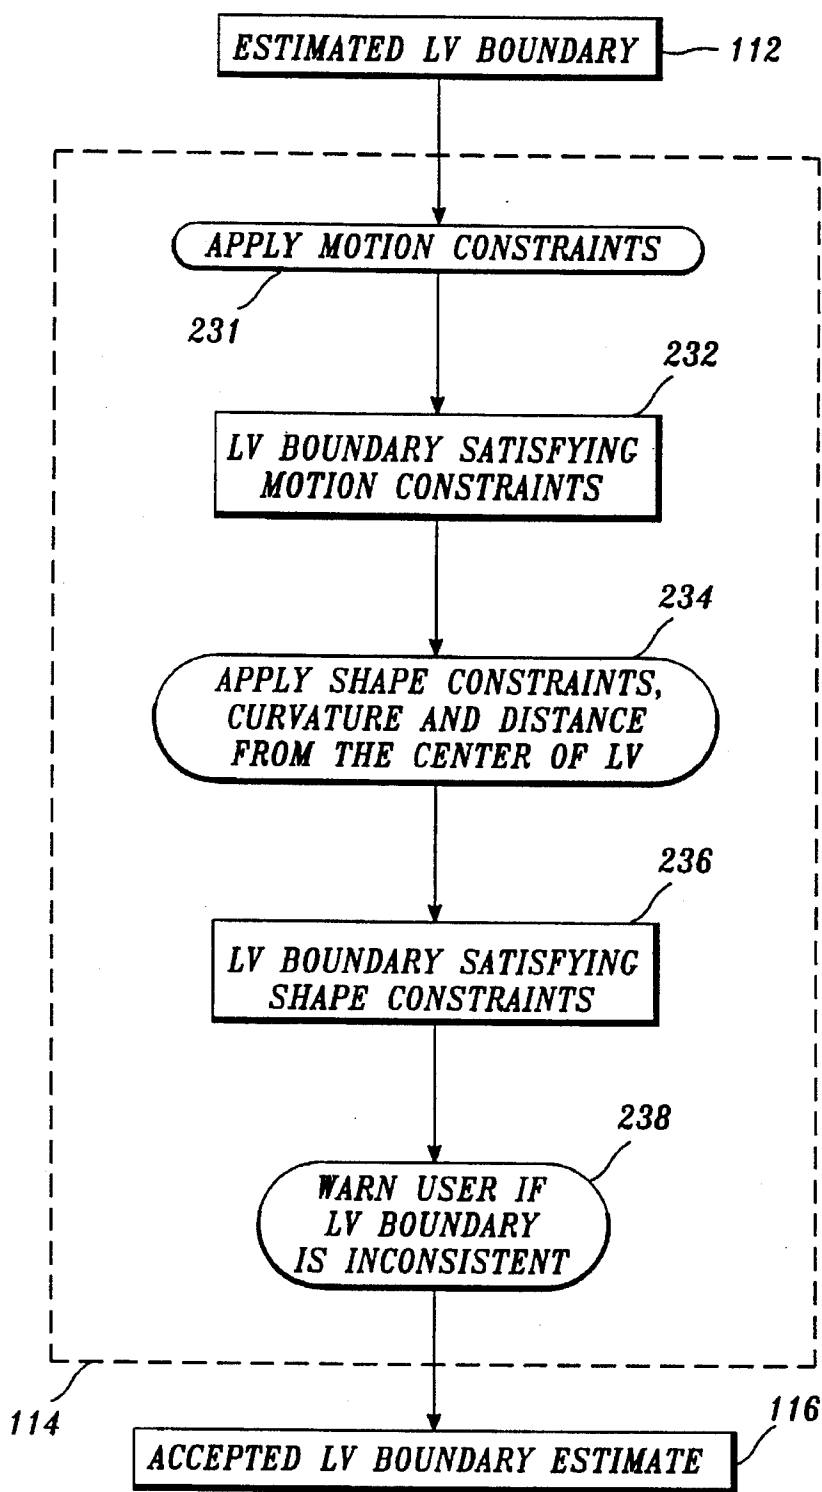 ESTIMATED LV BOUNDARY
112
APPLY MOTION CONSTRAINTS
231
232
LV BOUNDARY SATISFYING
MOTION CONSTRAINTS
234
APPLY SHAPE CONSTRAINTS,
CURVATURE AND DISTANCE
FROM THE CENTER OF LV
236
LV BOUNDARY SATISFYING
SHAPE CONSTRAINTS
238
WARN USER IF
LV BOUNDARY
IS INCONSISTENT
114
116
ACCEPTED LV BOUNDARY ESTIMATE